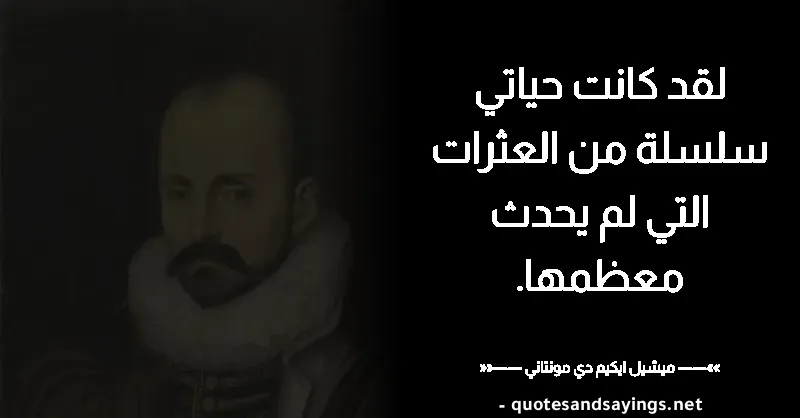 لقد كانت حياتي
سلسلة من العثرات
التي لم يحدث
معظمها.
»»—— ميشيل ايكيم دي مونتاني ——««
- quotesandsayings.net